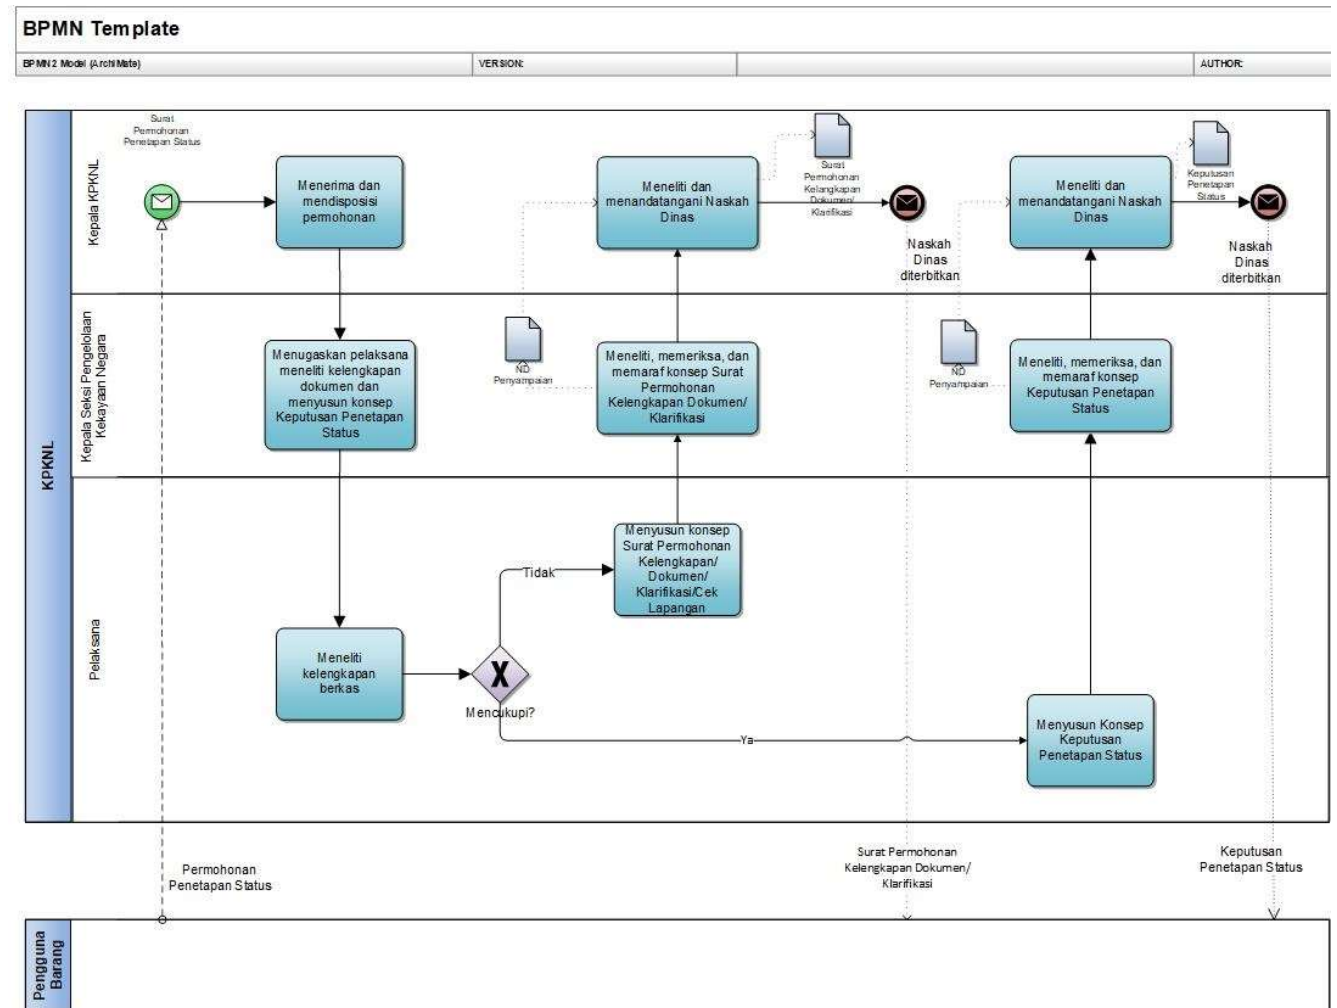 BPMN Template
BPMN2 Model (ArchiMate)
VERSION:
AUTHOR:
KPKNL
Kepala KPKNL
Surat
Permohonan
Penetapan Status
Menerima dan
mendisposisi
permohonan
Meneliti dan
menandatangani Naskah
Dinas
Surat
Permohonan
Kelangkapan
Dokumen/
Klarifikasi
Naskah
Dinas
diterbitkan
Meneliti dan
menandatangani Naskah
Dinas
Keputusan
Penetapan
Status
Naskah
Dinas
diterbitkan
Kepala Seksi Pengelolaan
Kekayaan Negara
Menugaskan pelaksana
meneliti kelengkapan
dokumen dan
menyusun konsep
Keputusan Penetapan
Status
ND
Penyampaian
Meneliti, memeriksa, dan
memaraf konsep Surat
Permohonan
Kelengkapan Dokumen/
Klarifikasi
ND
Penyampaian
Meneliti, memeriksa, dan
memaraf konsep
Keputusan Penetapan
Status
Pelaksana
Meneliti
kelengkapan
berkas
X
Mencukupi?
Tidak
Menyusun konsep
Surat Permohonan
Kelengkapan/
Dokumen/
Klarifikasi/Cek
Lapangan
Ya
Menyusun Konsep
Keputusan
Penetapan Status
Permohonan
Penetapan Status
Surat Permohonan
Kelengkapan Dokumen/
Klarifikasi
Keputusan
Penetapan Status
Pengguna
Barang